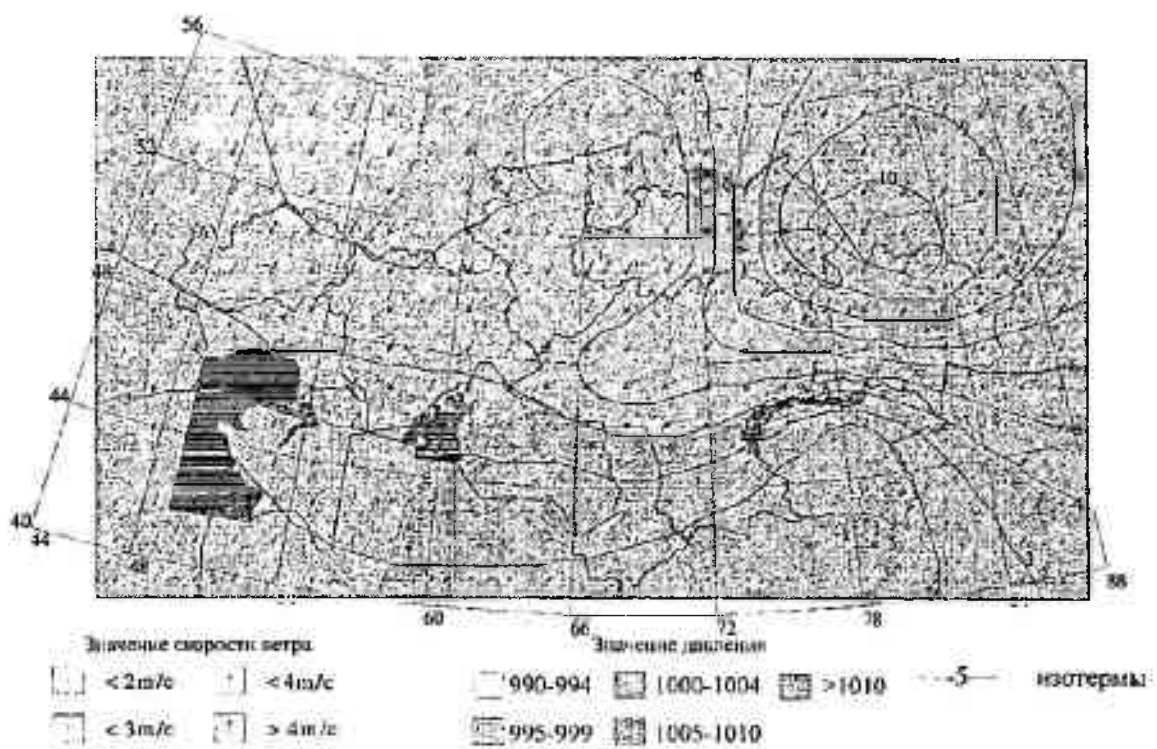 56
52
48
44
40
44
48
10
60
66
72
78
88
Значение скорости ветра
Значение давления
<2m/c
<4m/c
990-994
1000-1004
>1010
-5
изотермы
<3m/c
>4m/c
995-999
1005-1010